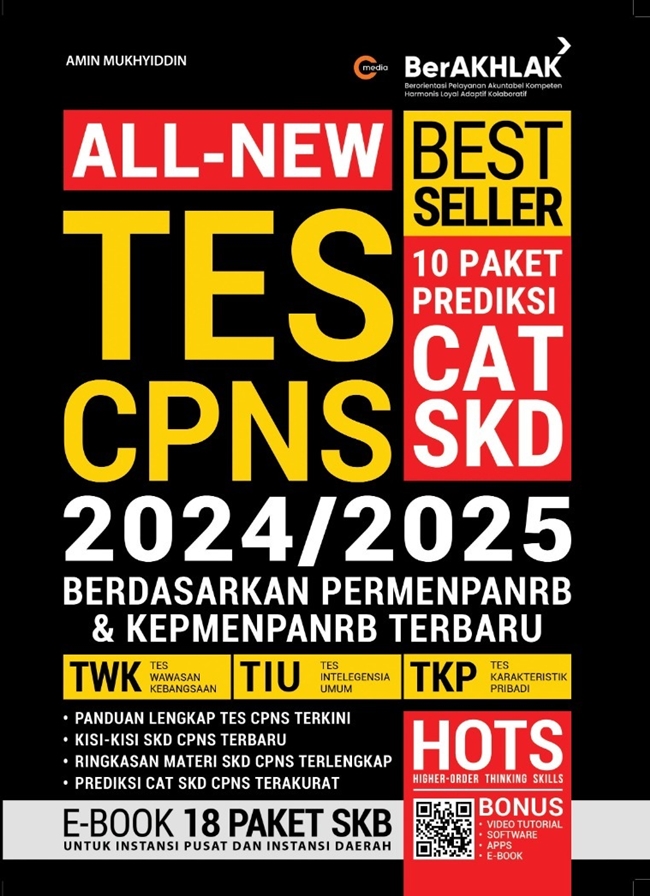 AMIN MUKHYIDDIN
C media
BerAKHLAK
Berorientasi Pelayanan Akuntabel Kompeten
Harmonis Loyal Adaptif Kolaboratif
ALL-NEW
BEST
SELLER
TES
CPNS
10 PAKET
PREDIKSI
CAT
SKD
2024/2025
BERDASARKAN PERMENPANRB
& KEPMENPANRB TERBARU
TWK TES
WAWASAN
KEBANGSAAN
TIU TES
INTELEGENSIA
UMUM
TKP TES
KARAKTERISTIK
PRIBADI
• PANDUAN LENGKAP TES CPNS TERKINI
• KISI-KISI SKD CPNS TERBARU
• RINGKASAN MATERI SKD CPNS TERLENGKAP
• PREDIKSI CAT SKD CPNS TERAKURAT
HOTS
HIGHER-ORDER THINKING SKILLS
E-BOOK 18 PAKET SKB
UNTUK INSTANSI PUSAT DAN INSTANSI DAERAH
BONUS
• VIDEO TUTORIAL
• SOFTWARE
• APPS
• E-BOOK